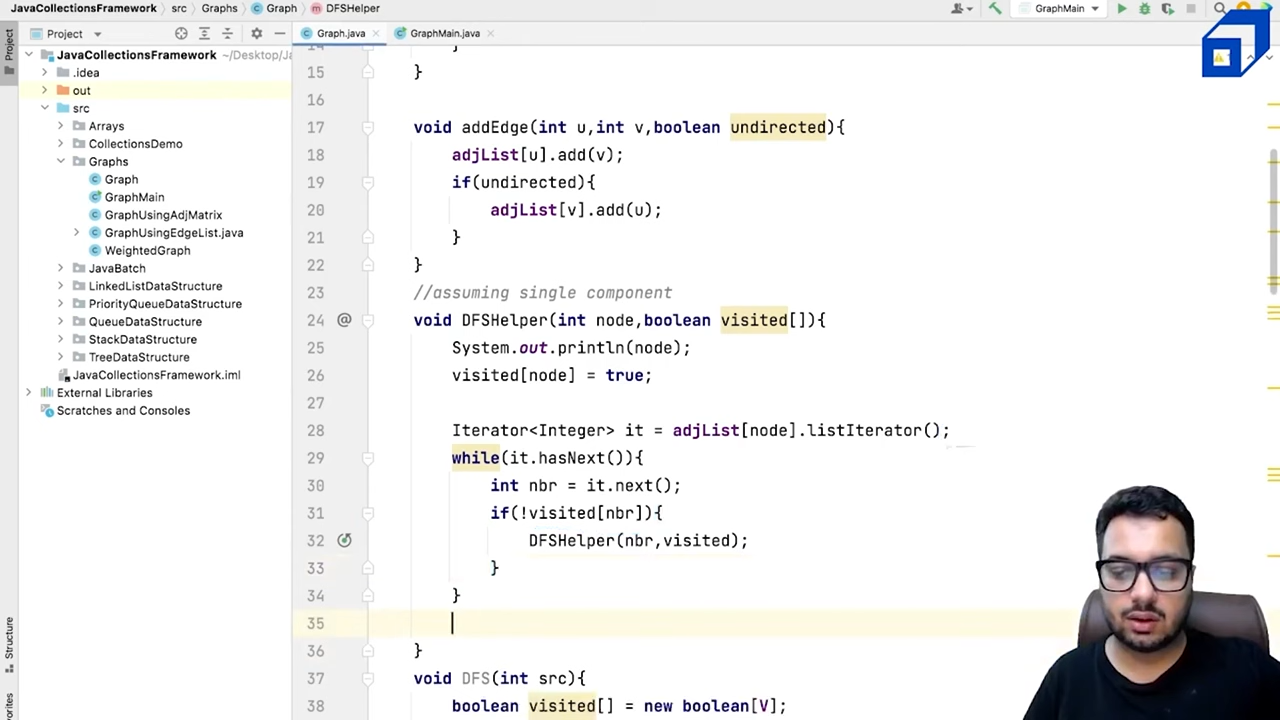 JavaCollectionsFramework src Graphs Graph DFSHelper GraphMain
Project Graph.java GraphMain.java
Project
JavaCollectionsFramework ~/Desktop/Ja
.idea
out
src
Arrays
CollectionsDemo
Graphs
Graph
GraphMain
GraphUsingAdjMatrix
GraphUsingEdgeList.java
WeightedGraph
JavaBatch
LinkedListDataStructure
PriorityQueueDataStructure
QueueDataStructure
StackDataStructure
TreeDataStructure
JavaCollectionsFramework.iml
External Libraries
Scratches and Consoles
Structure
14 }
15 }
16
17 void addEdge(int u,int v,boolean undirected){
18 adjList[u].add(v);
19 if(undirected){
20 adjList[v].add(u);
21 }
22 }
23 //assuming single component
24 @ void DFSHelper(int node,boolean visited[]){
25 System.out.println(node);
26 visited[node] = true;
27
28 Iterator<Integer> it = adjList[node].listIterator();
29 while(it.hasNext()){
30 int nbr = it.next();
31 if(!visited[nbr]){
32 DFSHelper(nbr,visited);
33 }
34 }
35
36 }
37 void DFS(int src){
38 boolean visited[] = new boolean[V];